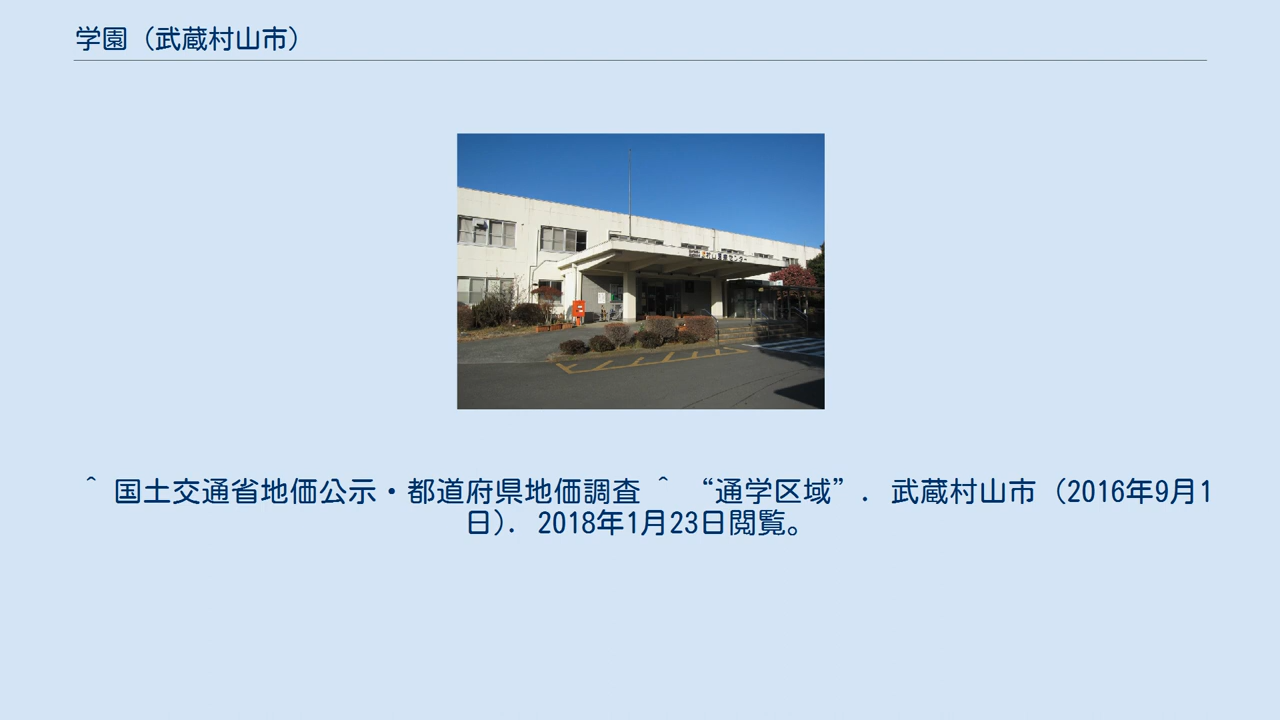 学園（武蔵村山市）
^ 国土交通省地価公示・都道府県地価調査 ^ “通学区域”. 武蔵村山市（2016年9月1
日）. 2018年1月23日閲覧。